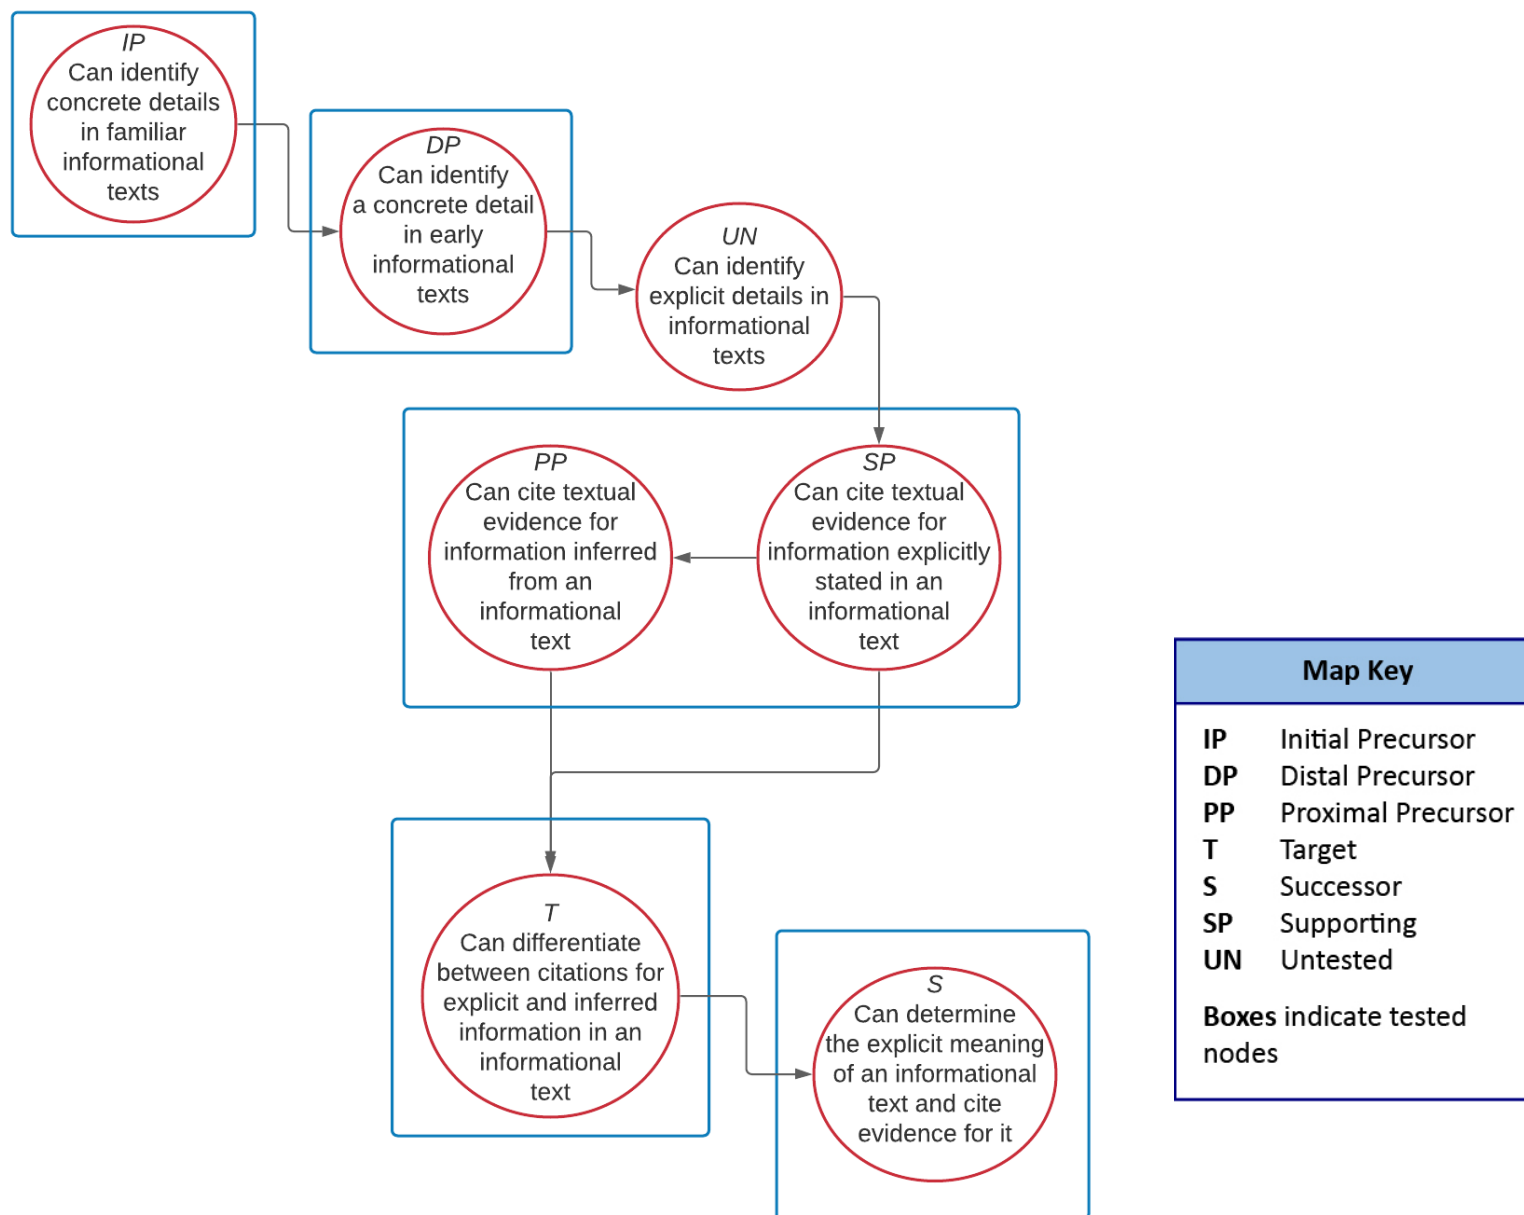 IP
Can identify
concrete details
in familiar
informational
texts
DP
Can identify
a concrete detail
in early
informational
texts
UN
Can identify
explicit details in
informational
texts
PP
Can cite textual
evidence for
information inferred
from an
informational
text
SP
Can cite textual
evidence for
information explicitly
stated in an
informational
text
T
Can differentiate
between citations for
explicit and inferred
information in an
informational
text
S
Can determine
the explicit meaning
of an informational
text and cite
evidence for it
Map Key
IP Initial Precursor
DP Distal Precursor
PP Proximal Precursor
T Target
S Successor
SP Supporting
UN Untested
Boxes indicate tested
nodes